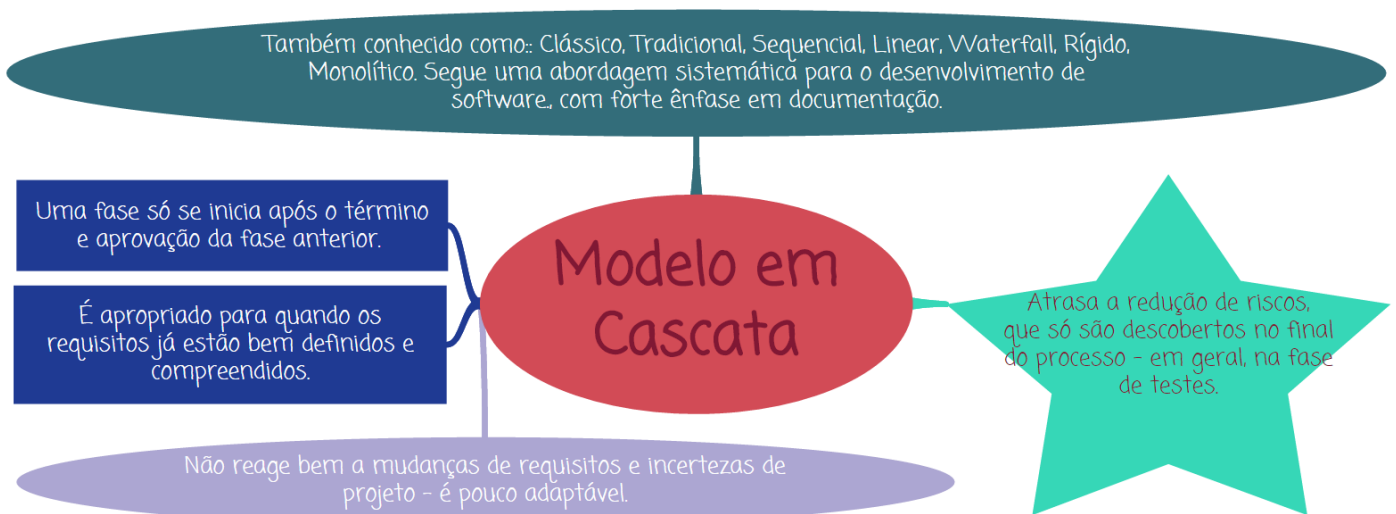 Também conhecido como:: Clássico, Tradicional, Sequencial, Linear, Waterfall, Rígido,
Monolítico. Segue uma abordagem sistemática para o desenvolvimento de
software., com forte ênfase em documentação.
Uma fase só se inicia após o término
e aprovação da fase anterior.
É apropriado para quando os
requisitos já estão bem definidos e
compreendidos.
Modelo em
Cascata
Atrasa a redução de riscos,
que só são descobertos no final
do processo - em geral, na fase
de testes.
Não reage bem a mudanças de requisitos e incertezas de
projeto - é pouco adaptável.